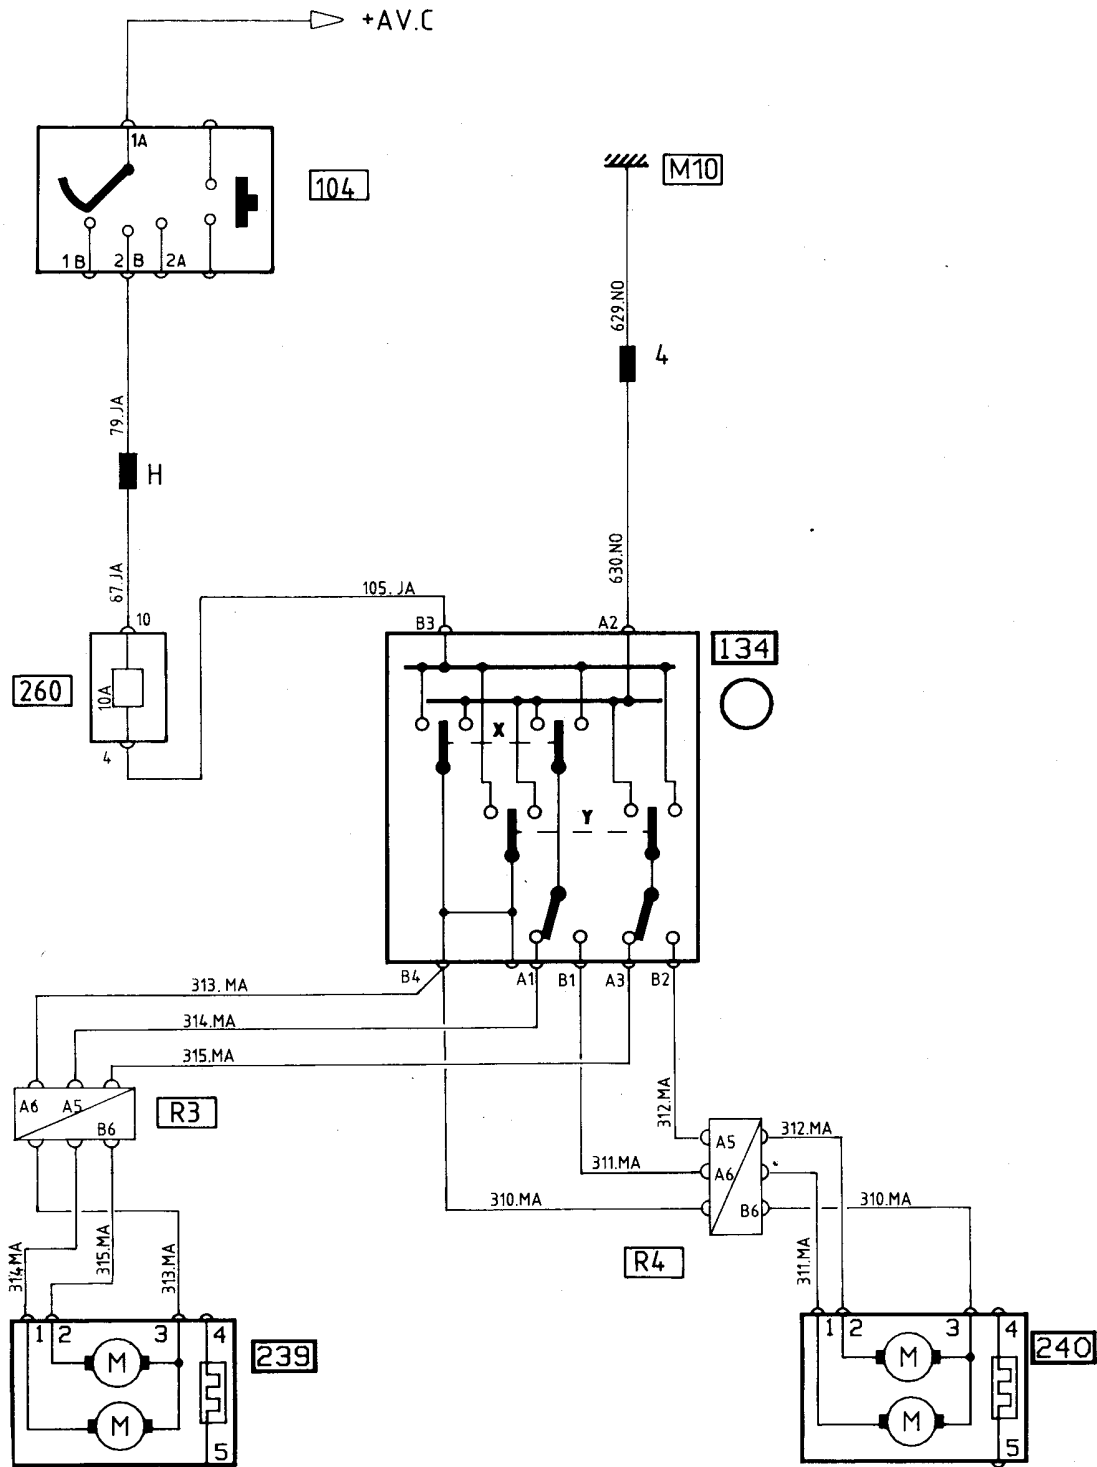 +AV.C
1A
104
M10
1B 2 B 2A
629.NO
4
79.JA
H
67.JA
630.NO
105.JA
10
B3 A2
134
260
10A
4
X
Y
B4 A1 B1 A3 B2
313.MA
314.MA
315.MA
A6 A5
B6
R3
312.MA
A5
312.MA
311.MA
A6
310.MA
B6
310.MA
R4
314.MA
315.MA
313.MA
311.MA
1 2 3 4
M
239
M
5
1 2 3 4
M
240
M
5